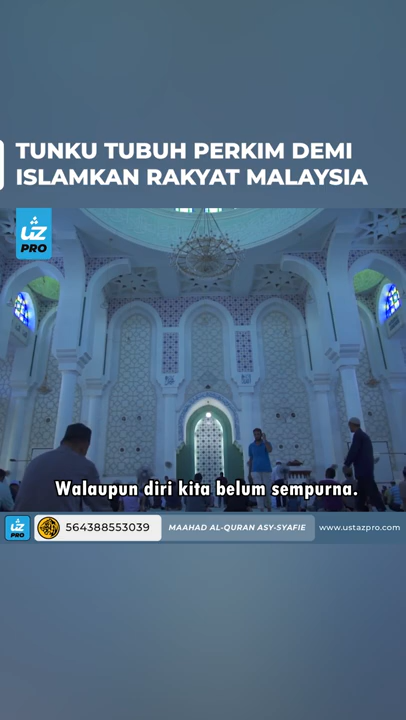 TUNKU TUBUH PERKIM DEMI
ISLAMKAN RAKYAT MALAYSIA
UZ
PRO
Walaupun diri kita belum sempurna.
UZ
PRO
564388553039
MAAHAD AL-QURAN ASY-SYAFIE
www.ustazpro.com